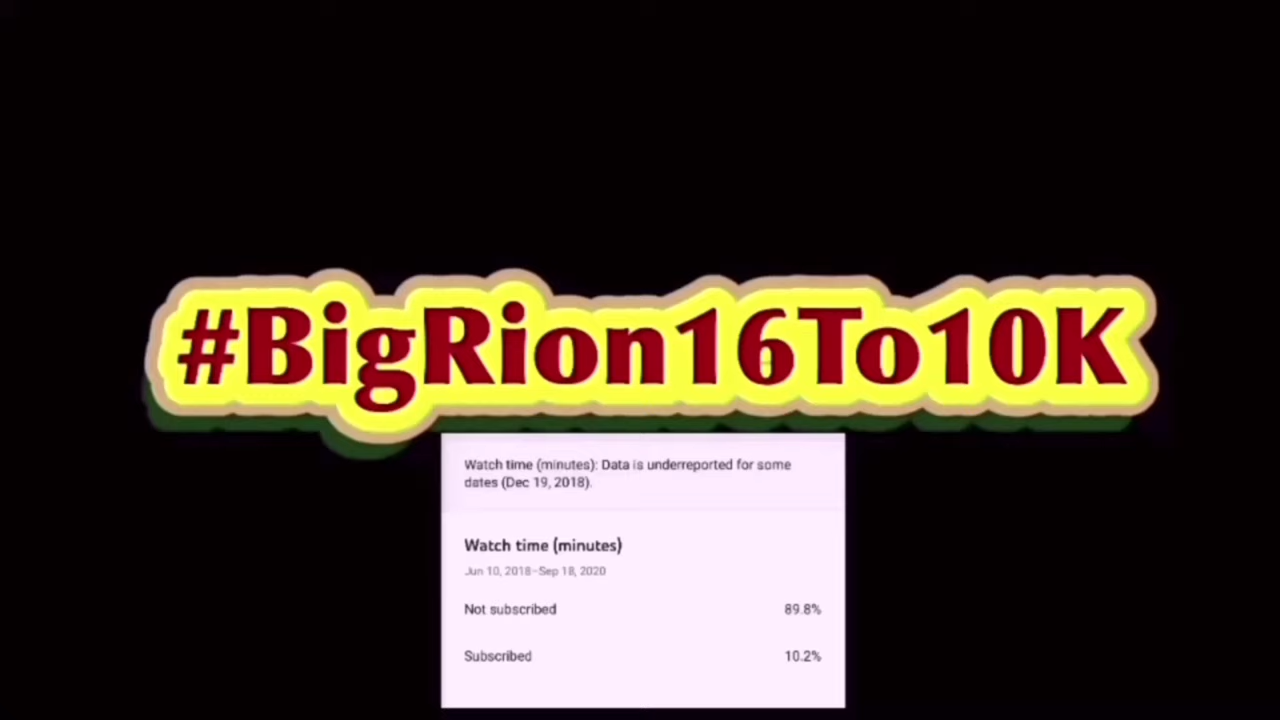 #BigRion16To10K
Watch time (minutes): Data is underreported for some
dates (Dec 19, 2018).
Watch time (minutes)
Jun 10, 2018–Sep 18, 2020
Not subscribed 89.8%
Subscribed 10.2%